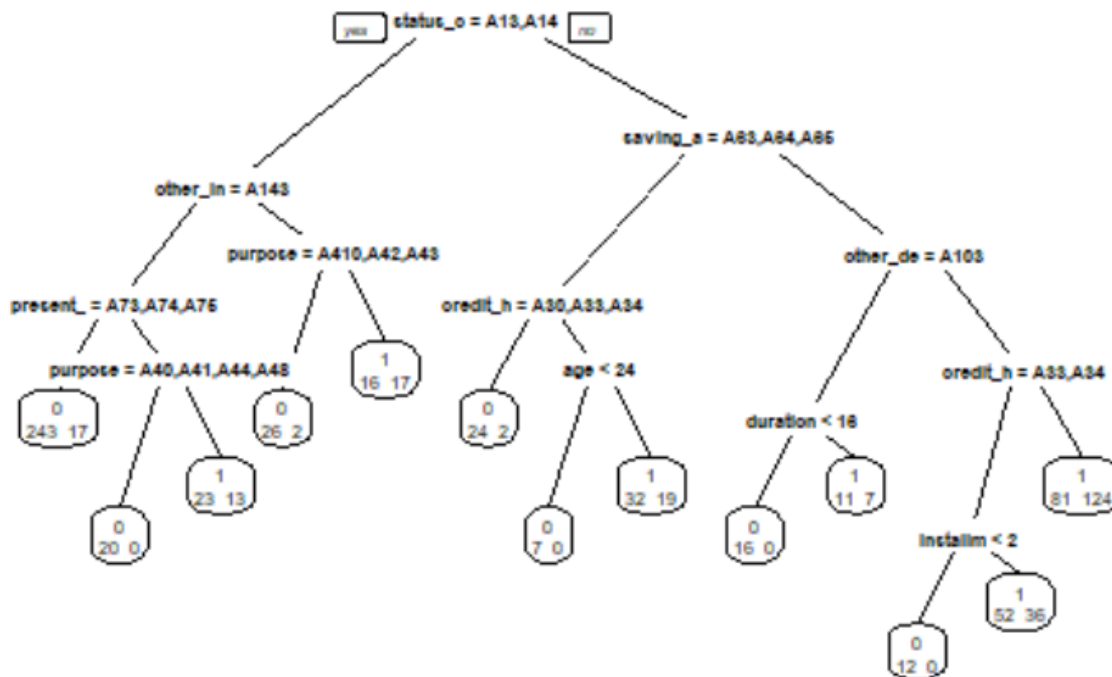 yes status_o = A13,A14 no
saving_a = A63,A64,A65
other_in = A143
purpose = A410,A42,A43
other_de = A103
present_ = A73,A74,A75
oredit_h = A30,A33,A34
purpose = A40,A41,A44,A48
age < 24
oredit_h = A33,A34
1
16 17
0
243 17
0
26 2
0
24 2
duration < 16
1
23 13
1
32 19
1
11 7
1
81 124
0
20 0
0
7 0
0
16 0
installm < 2
1
52 36
0
12 0